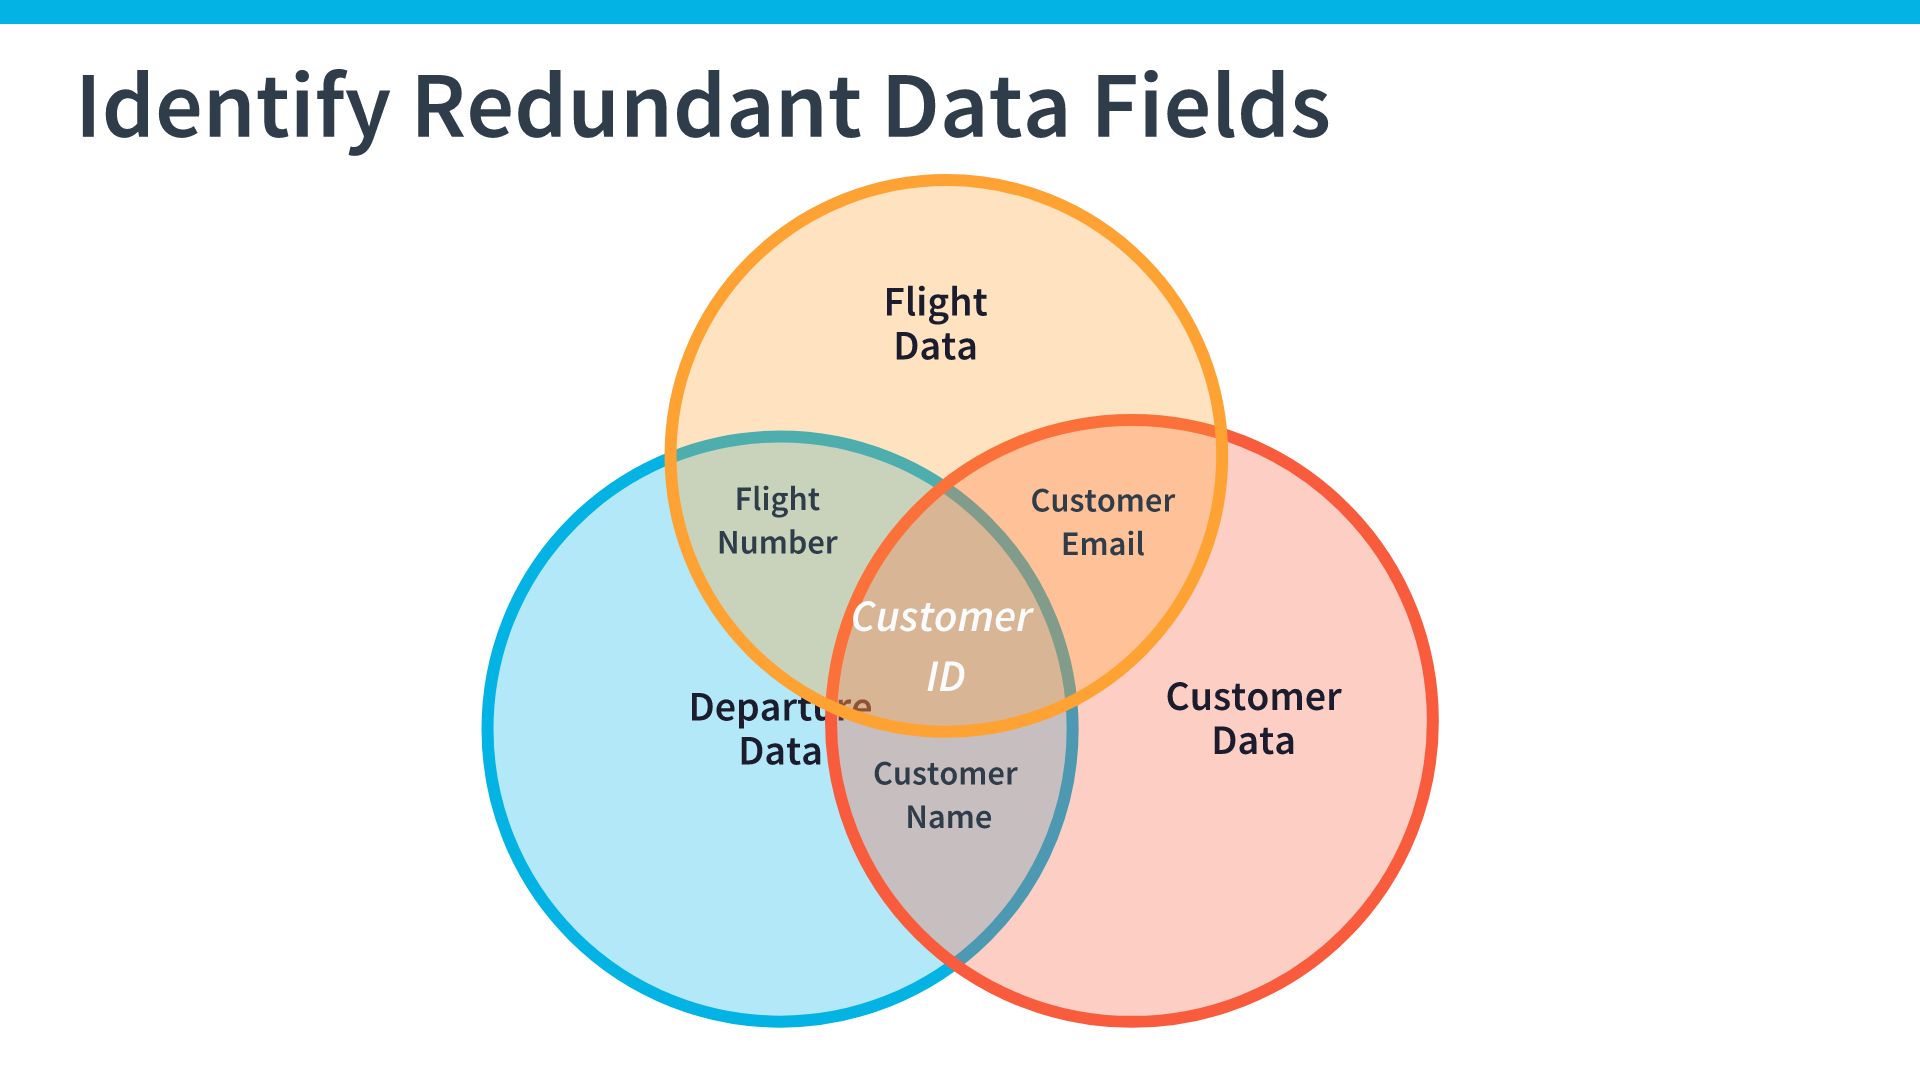 Identify Redundant Data Fields
Flight
Data
Flight
Number
Customer
Email
Customer
ID
Departure
Data
Customer
Data
Customer
Name